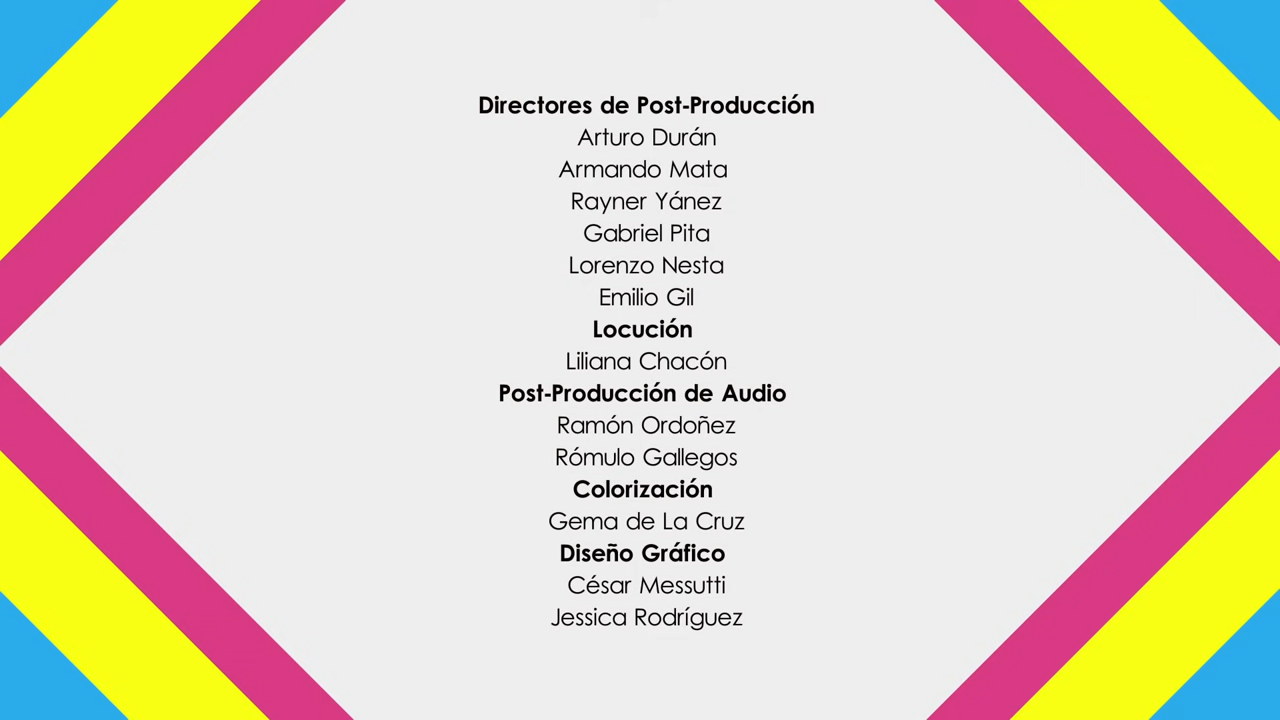 Directores de Post-Producción
Arturo Durán
Armando Mata
Rayner Yánez
Gabriel Pita
Lorenzo Nesta
Emilio Gil
Locución
Liliana Chacón
Post-Producción de Audio
Ramón Ordoñez
Rómulo Gallegos
Colorización
Gema de La Cruz
Diseño Gráfico
César Messutti
Jessica Rodríguez